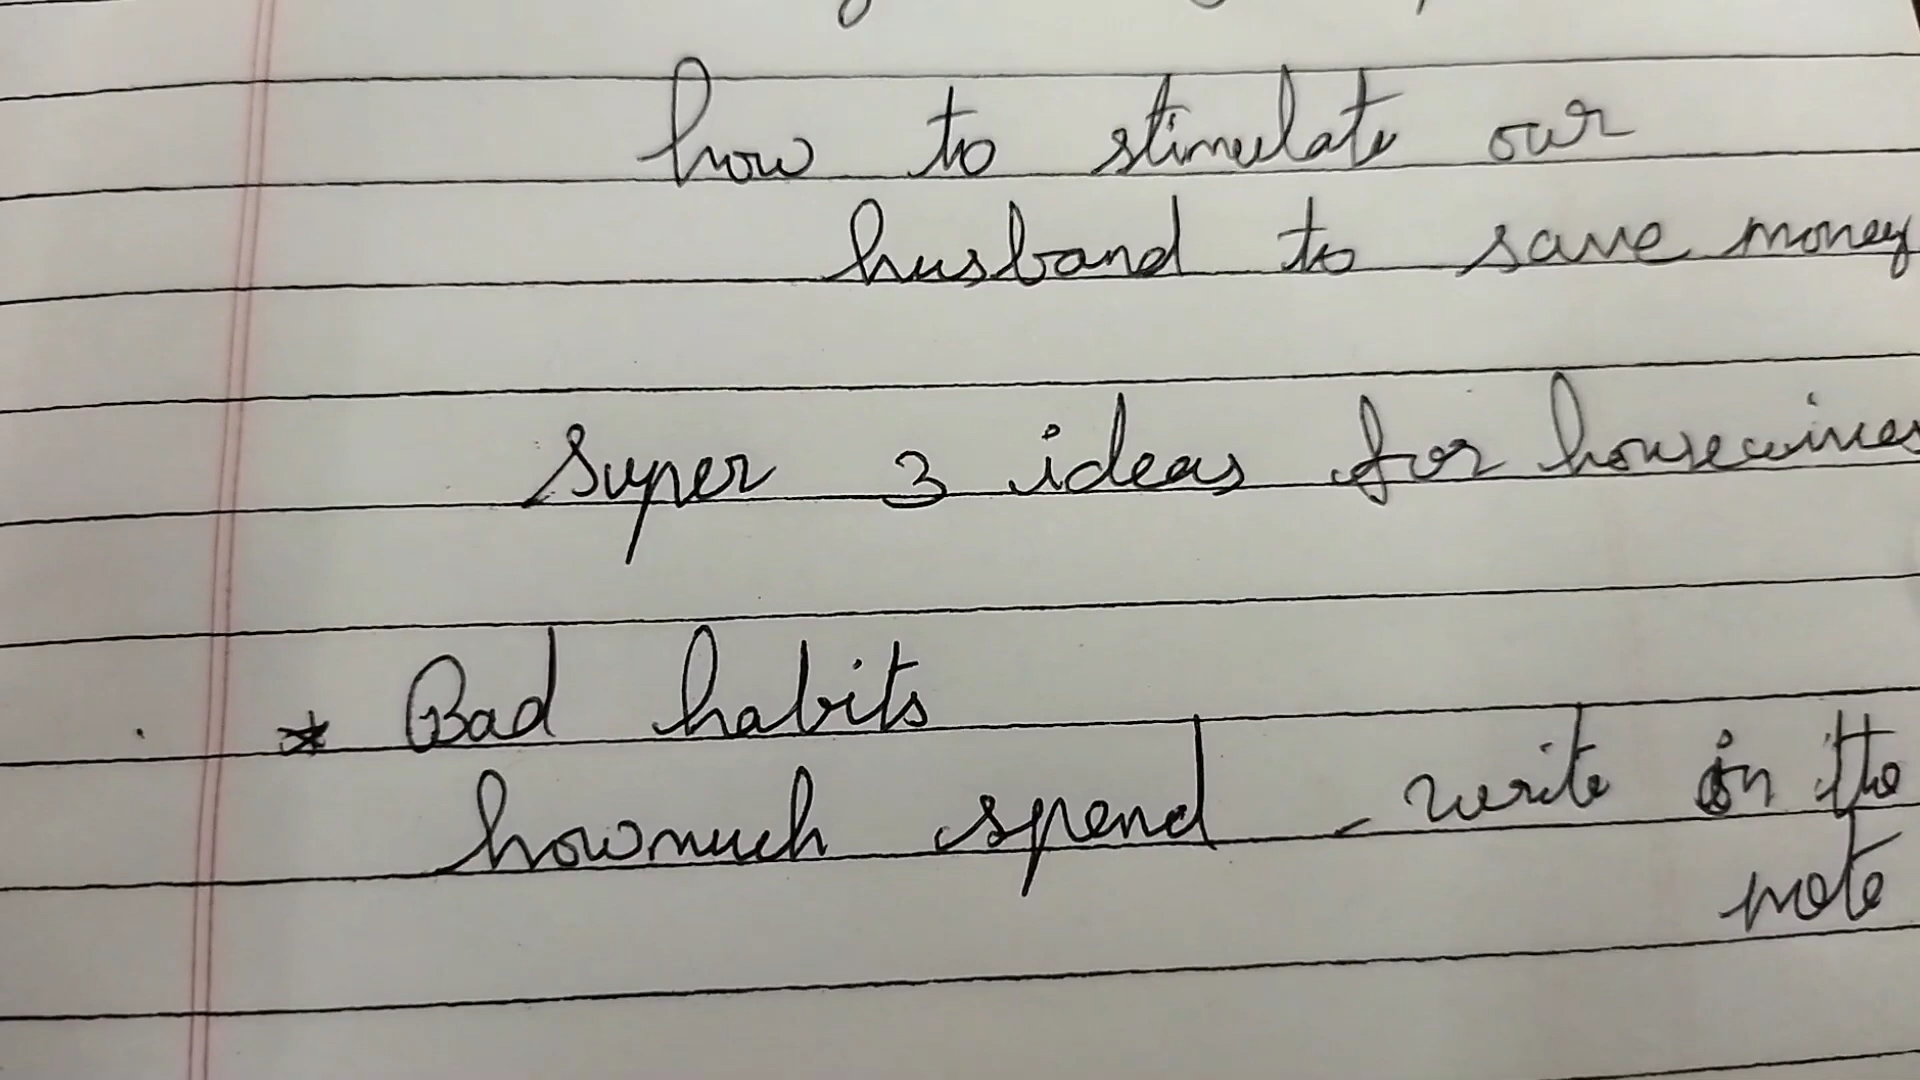 how to stimulate our
husband to save money
Super 3 ideas for housewives
* Bad habits
howmuch spend - write in the
note